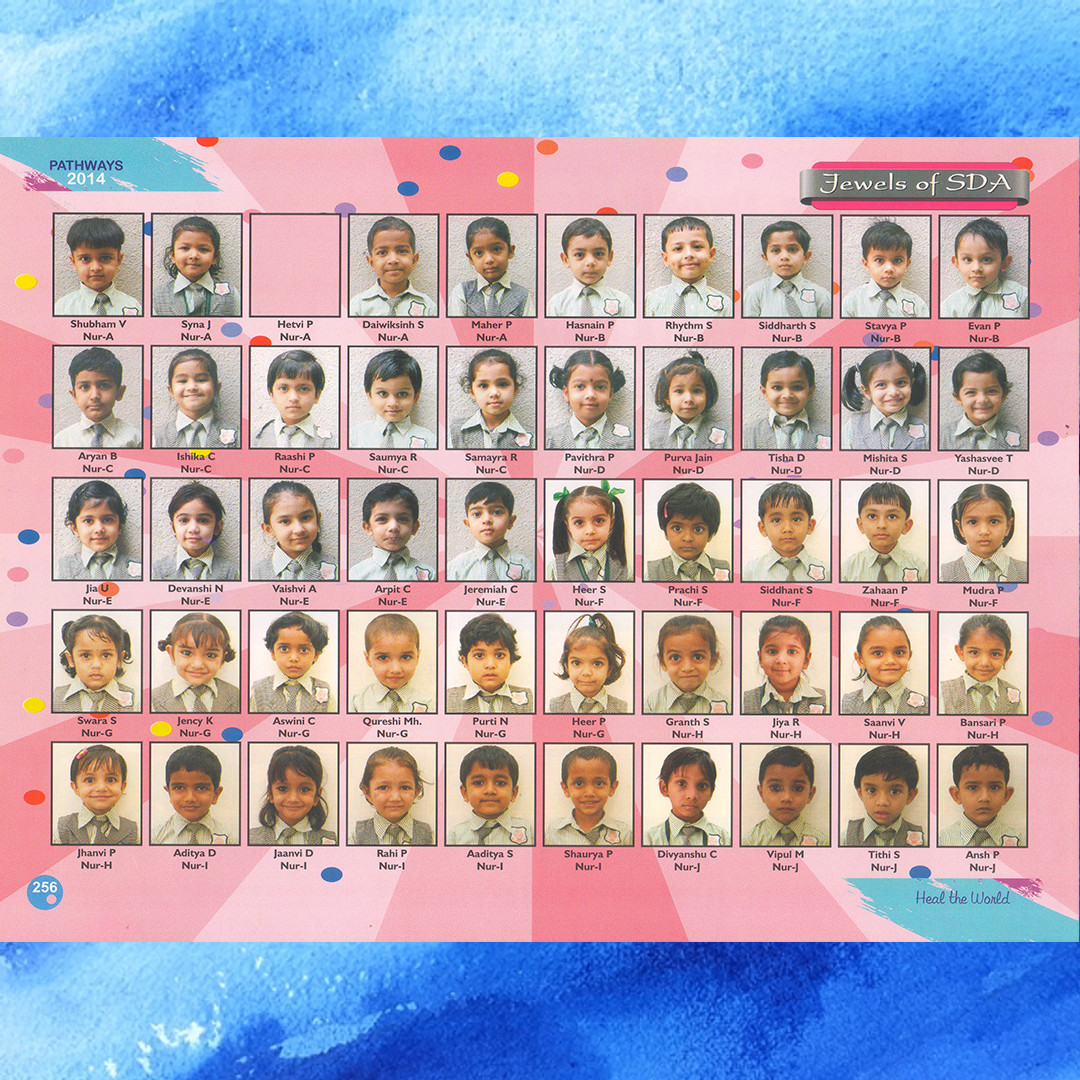 PATHWAYS
2014
Jewels of SDA
Shubham V Syna J Hetvi P Daiwiksinh S Maher P Hasnain P Rhythm S Siddharth S Stavya P Evan P
Nur-A Nur-A Nur-A Nur-A Nur-A Nur-B Nur-B Nur-B Nur-B Nur-B
Aryan B Ishika C Raashi P Saumya R Samayra R Pavithra P Purva Jain Tisha D Mishita S Yashasvee T
Nur-C Nur-C Nur-C Nur-C Nur-C Nur-D Nur-D Nur-D Nur-D Nur-D
Jia U Devanshi N Vaishvi A Arpit C Jeremiah C Heer S Prachi S Siddhant S Zahaan P Mudra P
Nur-E Nur-E Nur-E Nur-E Nur-E Nur-F Nur-F Nur-F Nur-F Nur-F
Swara S Jency K Aswini C Qureshi Mh. Purti N Heer P Granth S Jiya R Saanvi V Bansari P
Nur-G Nur-G Nur-G Nur-G Nur-G Nur-G Nur-H Nur-H Nur-H Nur-H
Jhanvi P Aditya D Jaanvi D Rahi P Aaditya S Shaurya P Divyanshu C Vipul M Tithi S Ansh P
Nur-H Nur-I Nur-I Nur-I Nur-I Nur-I Nur-J Nur-J Nur-J Nur-J
256
Heal the World